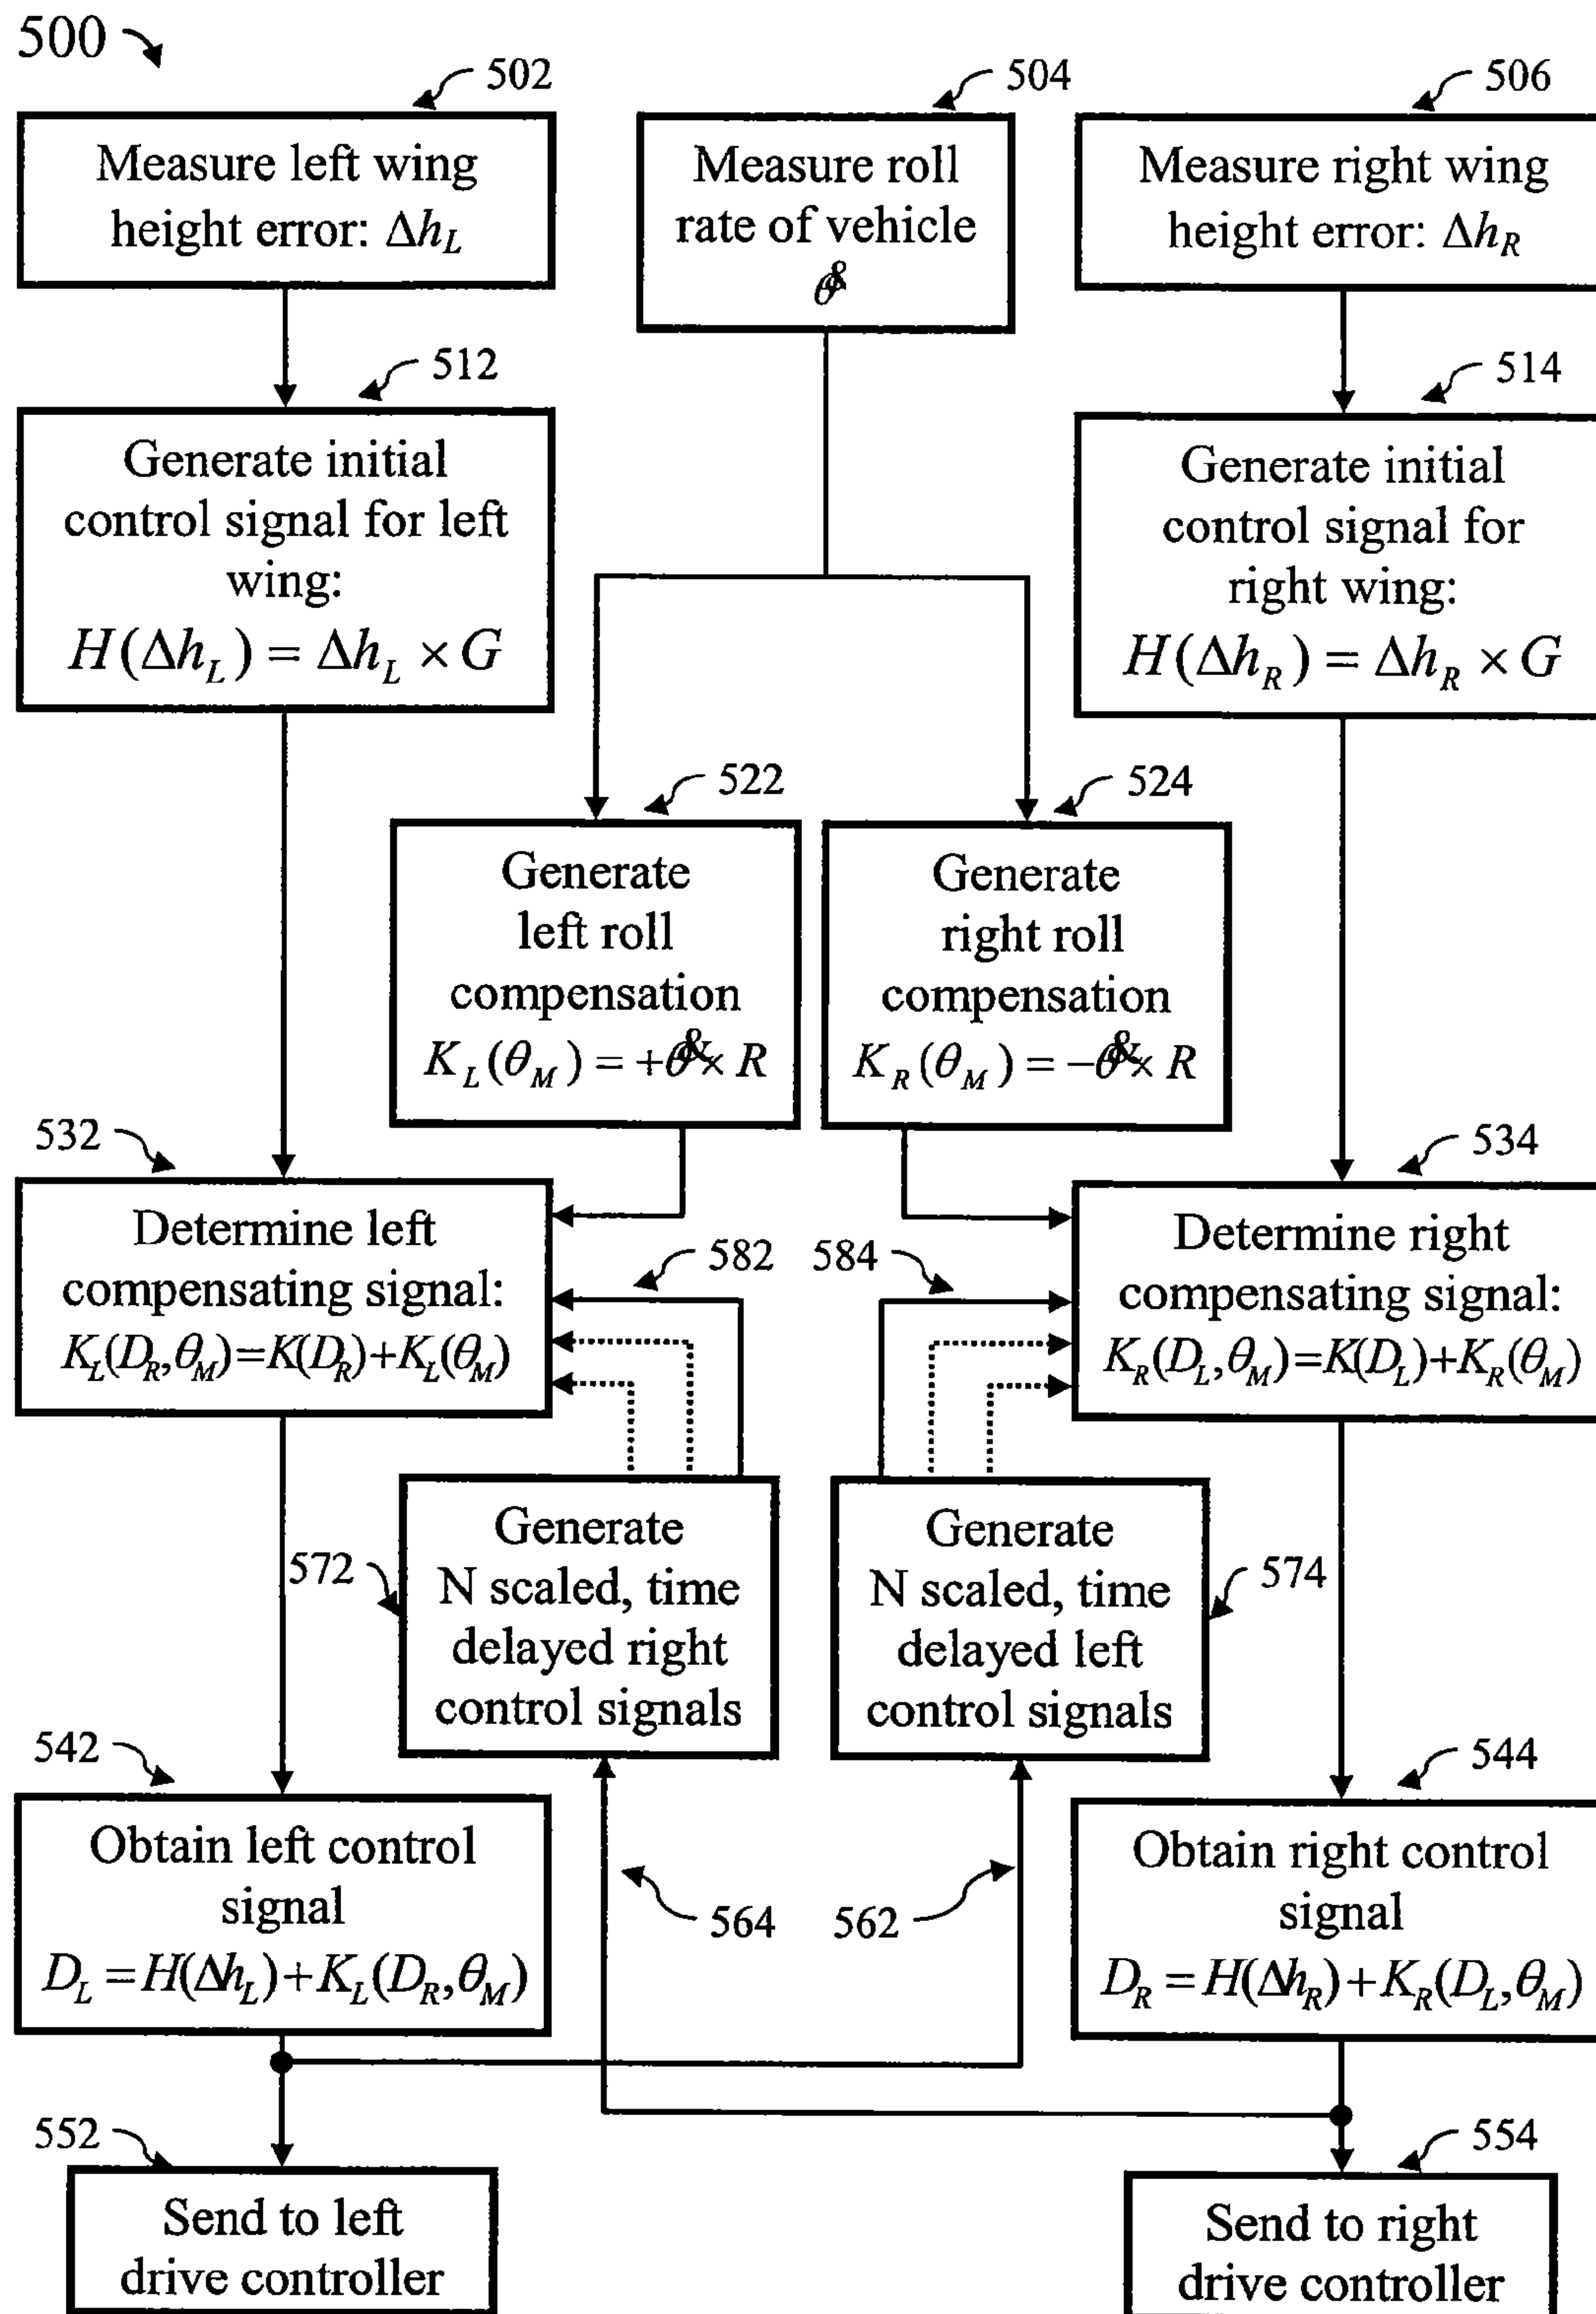 500
502
504
506
Measure left wing
height error: Δh_L
Measure roll
rate of vehicle
θ&
Measure right wing
height error: Δh_R
512
514
Generate initial
control signal for left
wing:
H(Δh_L) = Δh_L × G
Generate initial
control signal for
right wing:
H(Δh_R) = Δh_R × G
522
524
Generate
left roll
compensation
K_L(θ_M) = +θ& × R
Generate
right roll
compensation
K_R(θ_M) = −θ& × R
532
534
Determine left
compensating signal:
K_L(D_R,θ_M)=K(D_R)+K_L(θ_M)
Determine right
compensating signal:
K_R(D_L,θ_M)=K(D_L)+K_R(θ_M)
582
584
572
574
Generate
N scaled, time
delayed right
control signals
Generate
N scaled, time
delayed left
control signals
542
544
Obtain left control
signal
D_L =H(Δh_L)+K_L(D_R,θ_M)
564
562
Obtain right control
signal
D_R =H(Δh_R)+K_R(D_L,θ_M)
552
554
Send to left
drive controller
Send to right
drive controller